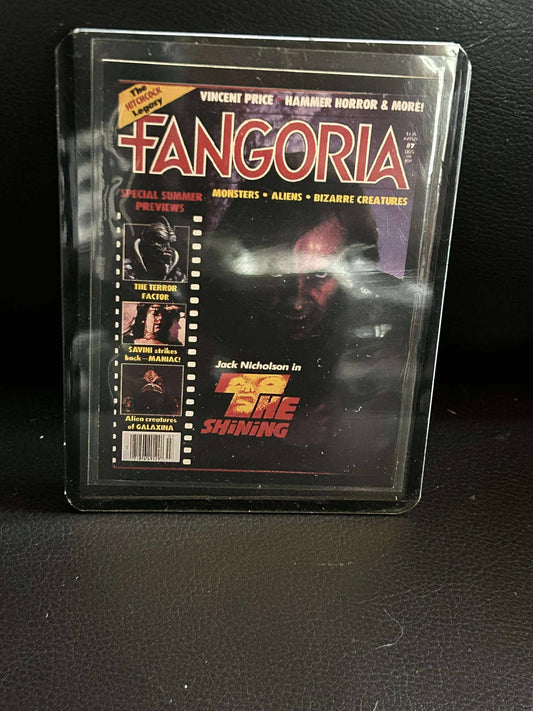 The
HITCHCOCK
Legacy
VINCENT PRICE HAMMER HORROR & MORE!
FANGORIA
#7
SPECIAL SUMMER
PREVIEWS
MONSTERS • ALIENS • BIZARRE CREATURES
THE TERROR
FACTOR
SAVINI strikes
back—MANIAC!
Alien creatures
of GALAXINA
Jack Nicholson in
THE
SHiNiNG